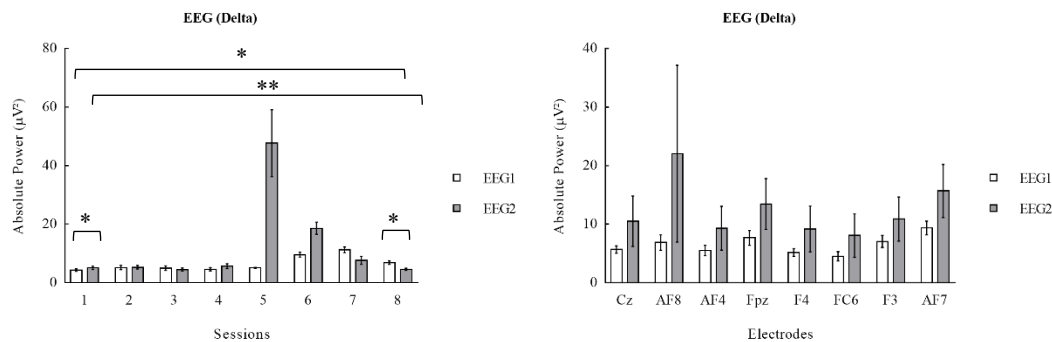 EEG (Delta)
80
60
40
20
0
Absolute Power (µV²)
*
**
*
*
1 2 3 4 5 6 7 8
Sessions
EEG1
EEG2
EEG (Delta)
40
30
20
10
0
Absolute Power (µV²)
Cz AF8 AF4 Fpz F4 FC6 F3 AF7
Electrodes
EEG1
EEG2